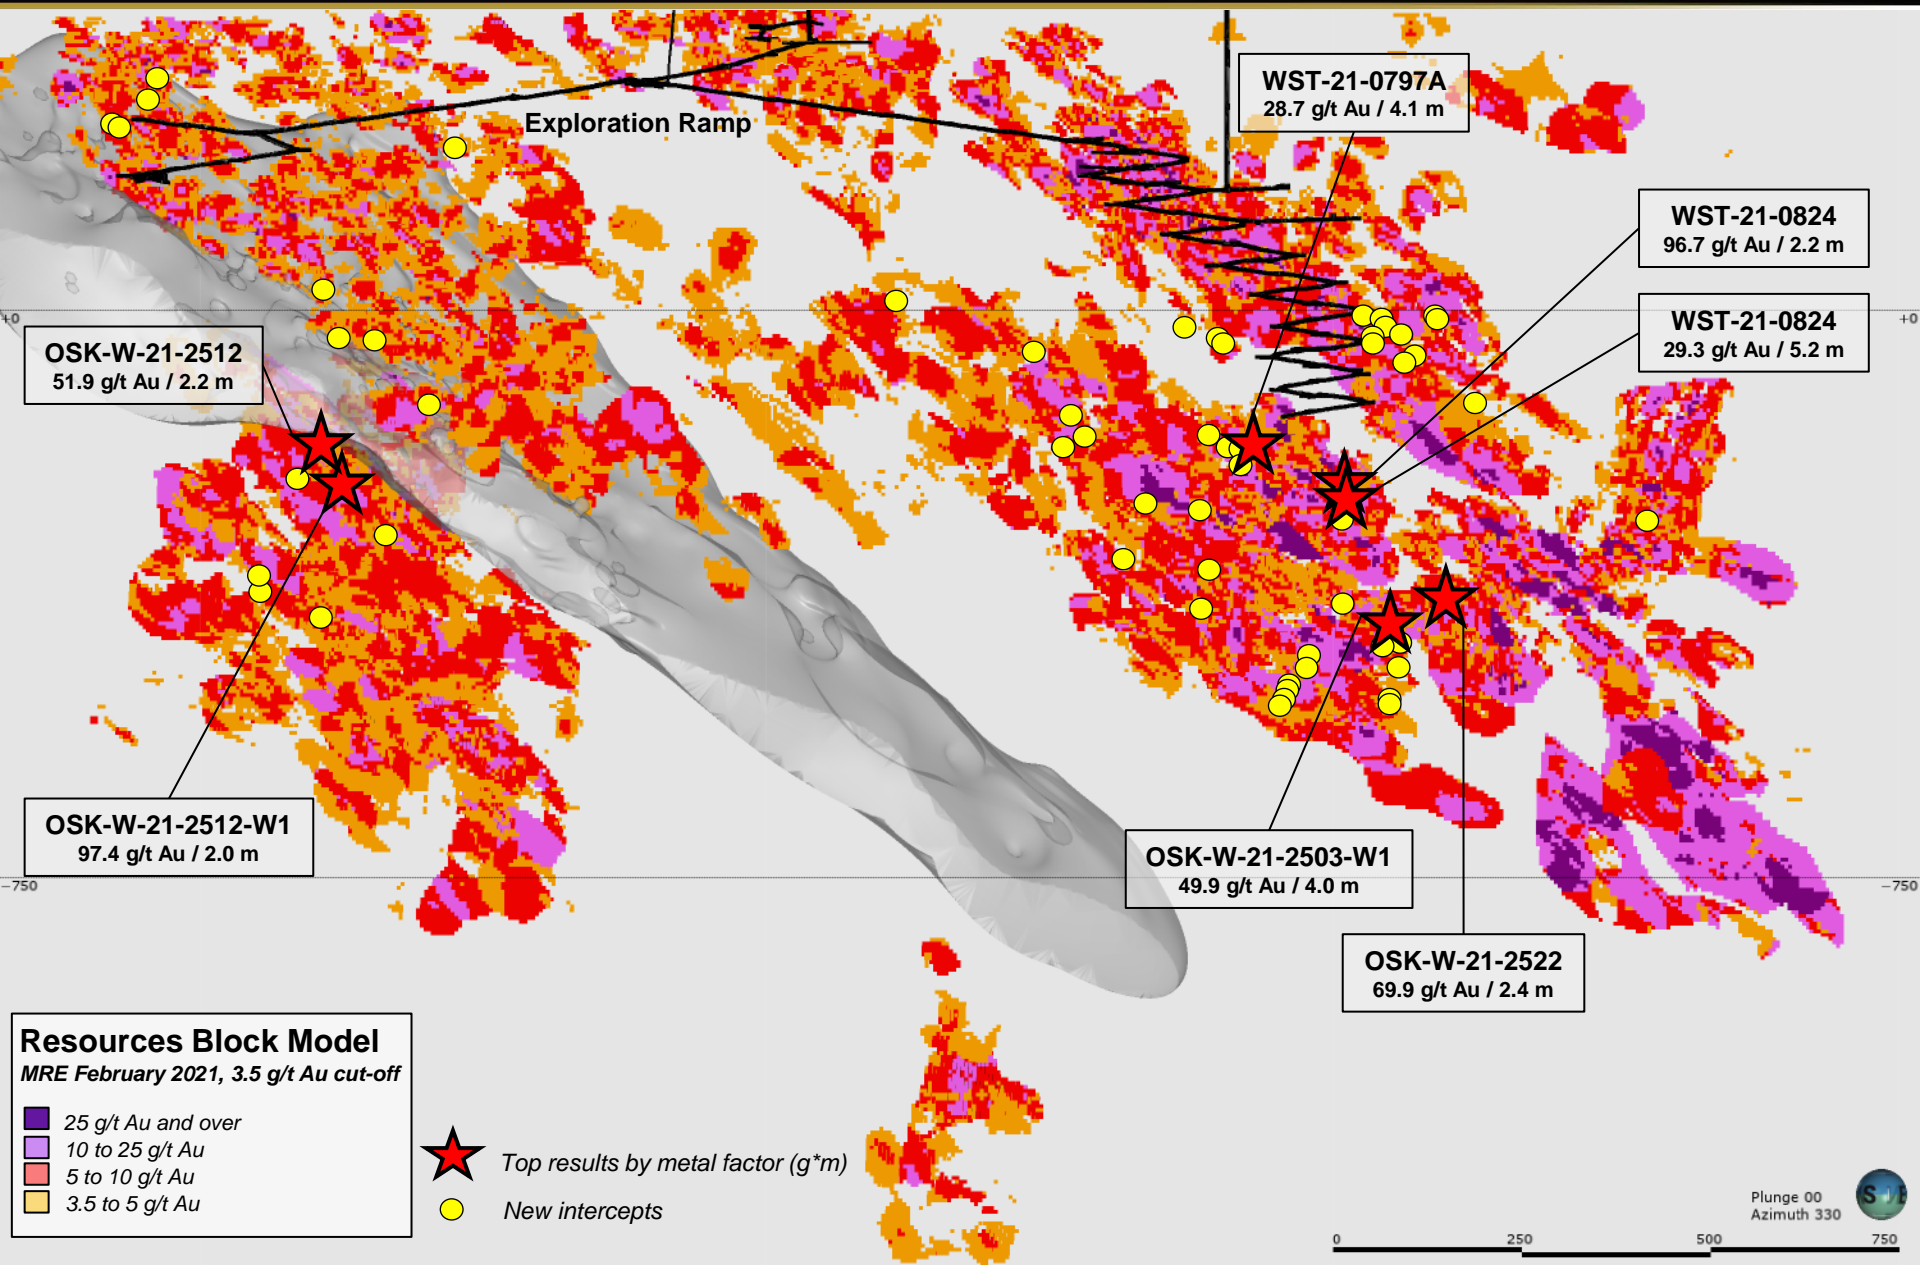 WST-21-0797A
28.7 g/t Au / 4.1 m
Exploration Ramp
WST-21-0824
96.7 g/t Au / 2.2 m
WST-21-0824
29.3 g/t Au / 5.2 m
+0
+0
OSK-W-21-2512
51.9 g/t Au / 2.2 m
OSK-W-21-2512-W1
97.4 g/t Au / 2.0 m
OSK-W-21-2503-W1
49.9 g/t Au / 4.0 m
-750
-750
OSK-W-21-2522
69.9 g/t Au / 2.4 m
Resources Block Model
MRE February 2021, 3.5 g/t Au cut-off
25 g/t Au and over
10 to 25 g/t Au
5 to 10 g/t Au
3.5 to 5 g/t Au
Top results by metal factor (g*m)
New intercepts
Plunge 00
Azimuth 330
0 250 500 750